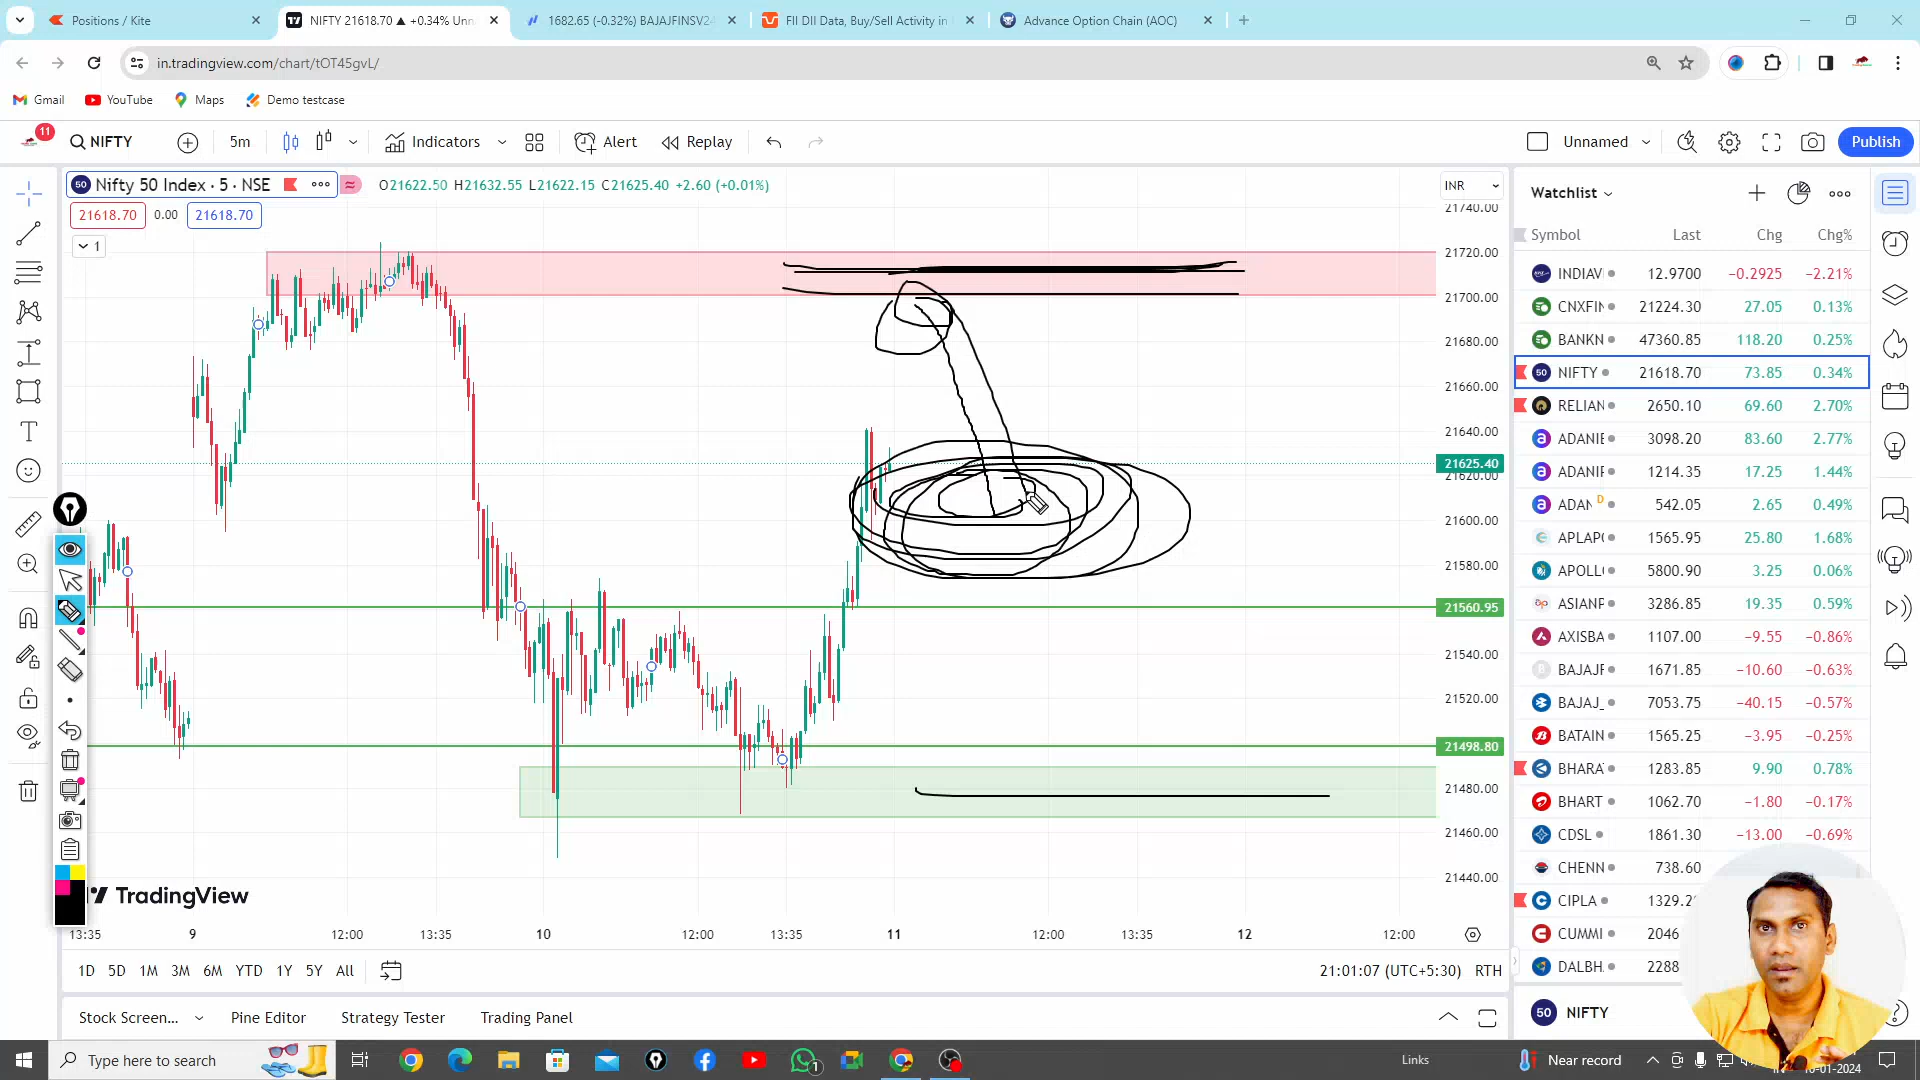 Positions / Kite
NIFTY 21618.70 ▲ +0.34% Unn
1682.65 (-0.32%) BAJAJFINSV24
FII DII Data, Buy/Sell Activity in
Advance Option Chain (AOC)
in.tradingview.com/chart/tOT45gvL/
Gmail
YouTube
Maps
Demo testcase
11
NIFTY
5m
Indicators
Alert
Replay
Unnamed
Publish
50 Nifty 50 Index · 5 · NSE
O21622.50 H21632.55 L21622.15 C21625.40 +2.60 (+0.01%)
INR
21618.70 0.00 21618.70
1
21740.00
21720.00
21700.00
21680.00
21660.00
21640.00
21625.40
21620.00
21600.00
21580.00
21560.95
21540.00
21520.00
21498.80
21480.00
21460.00
21440.00
TradingView
13:35 9 12:00 13:35 10 12:00 13:35 11 12:00 13:35 12 12:00
1D 5D 1M 3M 6M YTD 1Y 5Y All
21:01:07 (UTC+5:30) RTH
Stock Screen... Pine Editor Strategy Tester Trading Panel
Watchlist
Symbol Last Chg Chg%
INDIAVI 12.9700 −0.2925 −2.21%
CNXFIN 21224.30 27.05 0.13%
BANKN 47360.85 118.20 0.25%
50 NIFTY 21618.70 73.85 0.34%
RELIAN 2650.10 69.60 2.70%
ADANIE 3098.20 83.60 2.77%
ADANIP 1214.35 17.25 1.44%
ADAN D 542.05 2.65 0.49%
APLAPO 1565.95 25.80 1.68%
APOLLO 5800.90 3.25 0.06%
ASIANP 3286.85 19.35 0.59%
AXISBA 1107.00 −9.55 −0.86%
BAJAJF 1671.85 −10.60 −0.63%
BAJAJ_ 7053.75 −40.15 −0.57%
BATAIN 1565.25 −3.95 −0.25%
BHARA 1283.85 9.90 0.78%
BHART 1062.70 −1.80 −0.17%
CDSL 1861.30 −13.00 −0.69%
CHENN 738.60
CIPLA
CUMMI 2046
DALBH 2288
50 NIFTY
Type here to search
1
Links
Near record